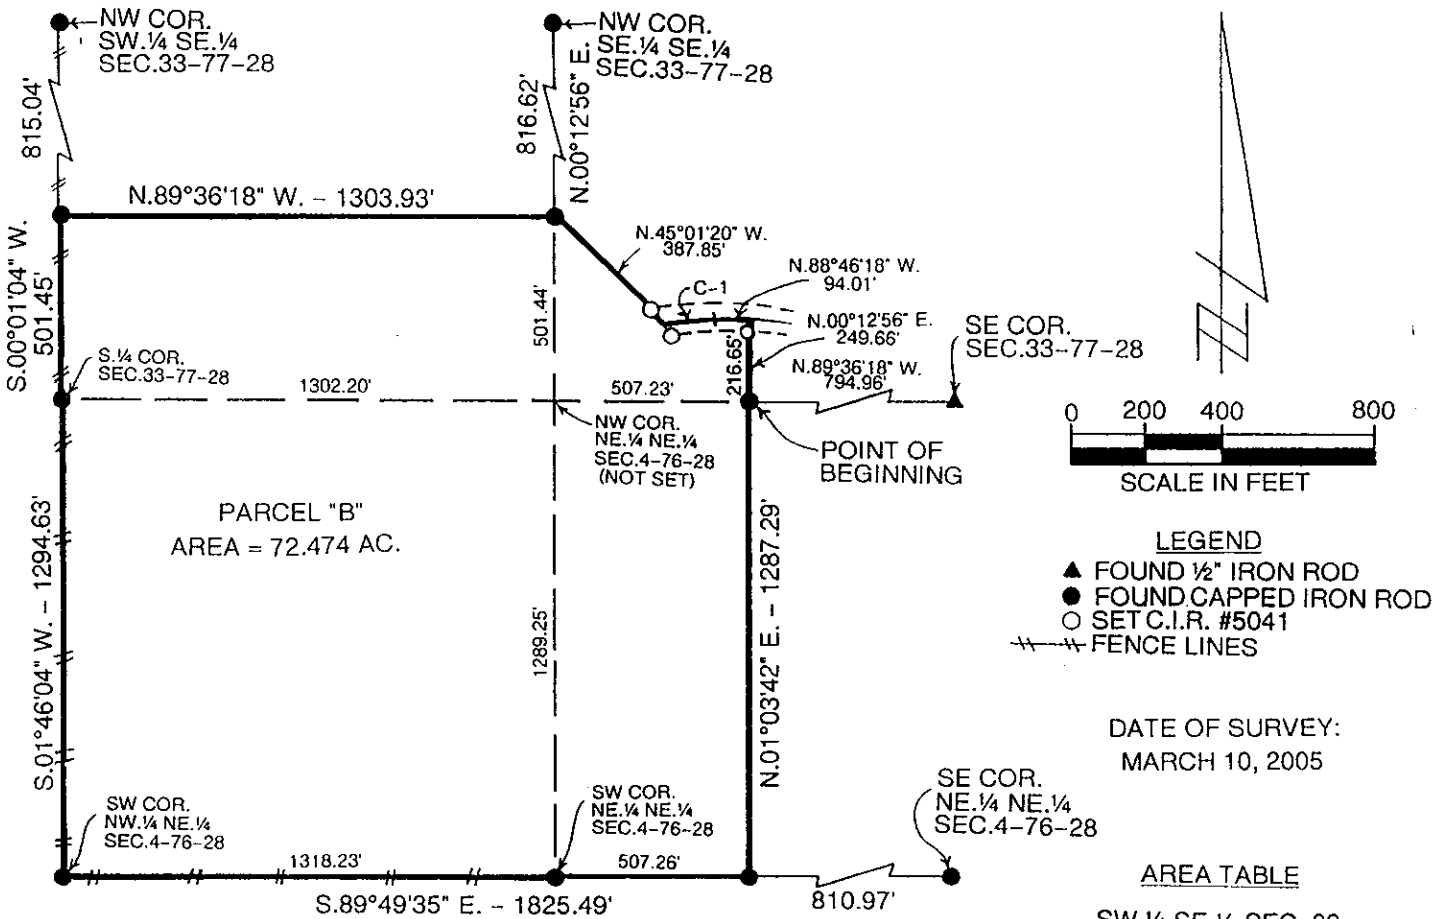 NW COR.
SW.¼ SE.¼
SEC.33-77-28
NW COR.
SE.¼ SE.¼
SEC.33-77-28
815.04'
816.62'
N.00°12'56" E.
N.89°36'18" W. - 1303.93'
N.45°01'20" W.
387.85'
N.88°46'18" W.
94.01'
C-1
N.00°12'56" E.
249.66'
SE COR.
SEC.33-77-28
S.00°01'04" W.
501.45'
501.44'
216.65'
N.89°36'18" W.
794.96'
S.¼ COR.
SEC.33-77-28
1302.20'
507.23'
NW COR.
NE.¼ NE.¼
SEC.4-76-28
(NOT SET)
POINT OF
BEGINNING
0 200 400 800
SCALE IN FEET
PARCEL "B"
AREA = 72.474 AC.
LEGEND
FOUND ½" IRON ROD
FOUND CAPPED IRON ROD
SET C.I.R. #5041
FENCE LINES
S.01°46'04" W. - 1294.63'
1289.25'
N.01°03'42" E. - 1287.29'
DATE OF SURVEY:
MARCH 10, 2005
SW COR.
NW.¼ NE.¼
SEC.4-76-28
SW COR.
NE.¼ NE.¼
SEC.4-76-28
SE COR.
NE.¼ NE.¼
SEC.4-76-28
1318.23'
507.26'
S.89°49'35" E. - 1825.49'
810.97'
AREA TABLE